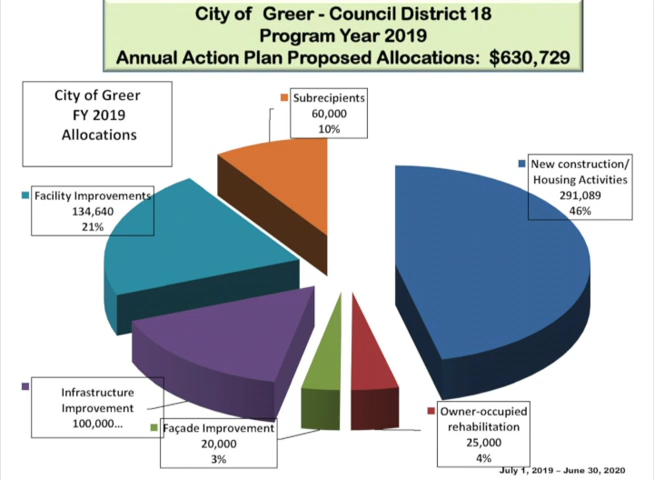 City of Greer - Council District 18
Program Year 2019
Annual Action Plan Proposed Allocations: $630,729
City of Greer
FY 2019
Allocations
Subrecipients
60,000
10%
New construction/
Housing Activities
291,089
46%
Facility Improvements
134,640
21%
Infrastructure
Improvement
100,000...
Façade Improvement
20,000
3%
Owner-occupied
rehabilitation
25,000
4%
July 1, 2019 – June 30, 2020